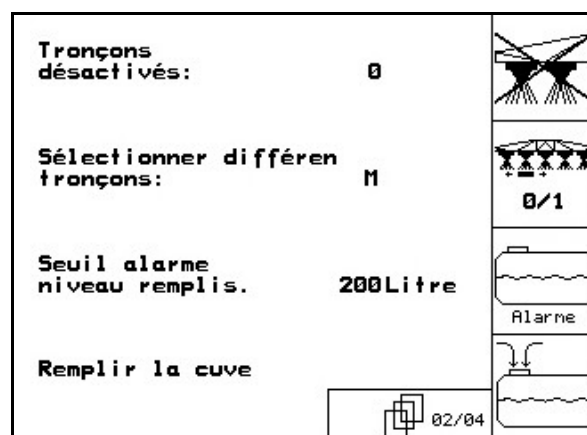 Tronçons
désactivés: 0
Sélectionner différen
tronçons: M
0/1
Seuil alarme
niveau remplis. 200Litre
Alarme
Remplir la cuve
02/04